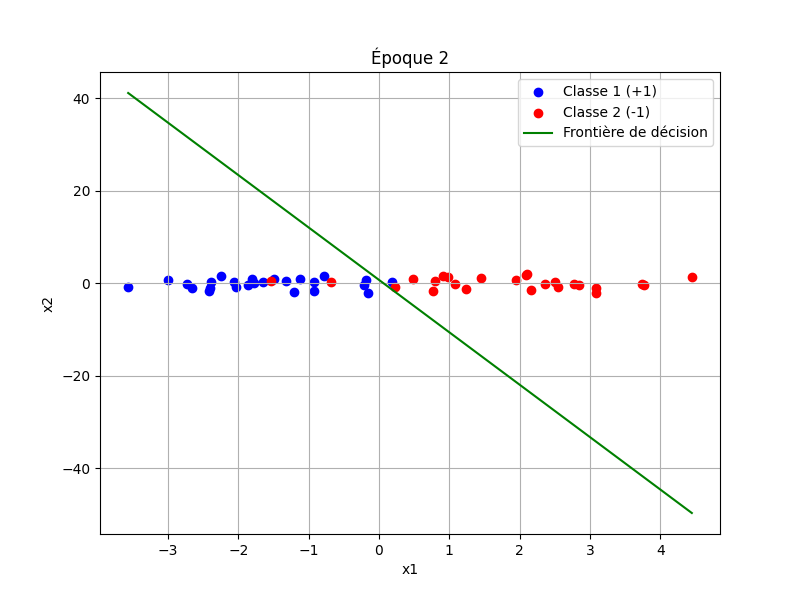 Époque 2
Classe 1 (+1)
Classe 2 (-1)
Frontière de décision
40
20
0
−20
−40
x2
−3
−2
−1
0
1
2
3
4
x1